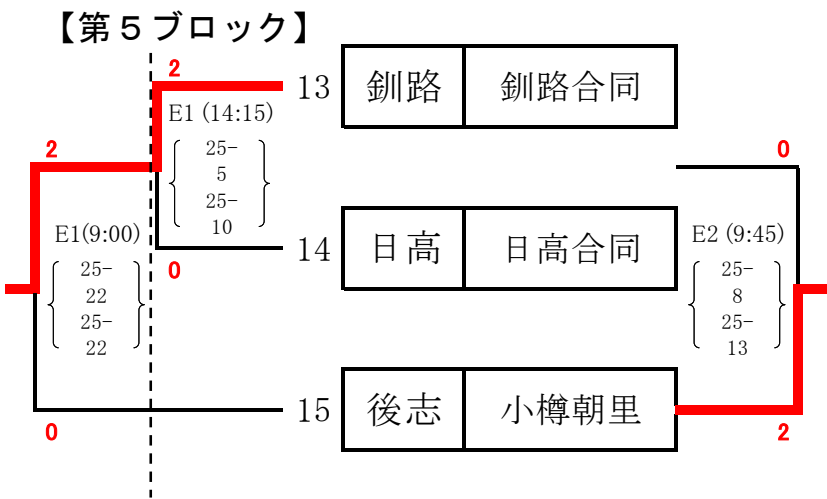 【第５ブロック】
2
13 釧路 釧路合同
E1 (14:15)
2
0
25-
5
25-
10
E1(9:00)
14 日高 日高合同
E2 (9:45)
0
25-
22
25-
22
25-
8
25-
13
15 後志 小樽朝里
0
2